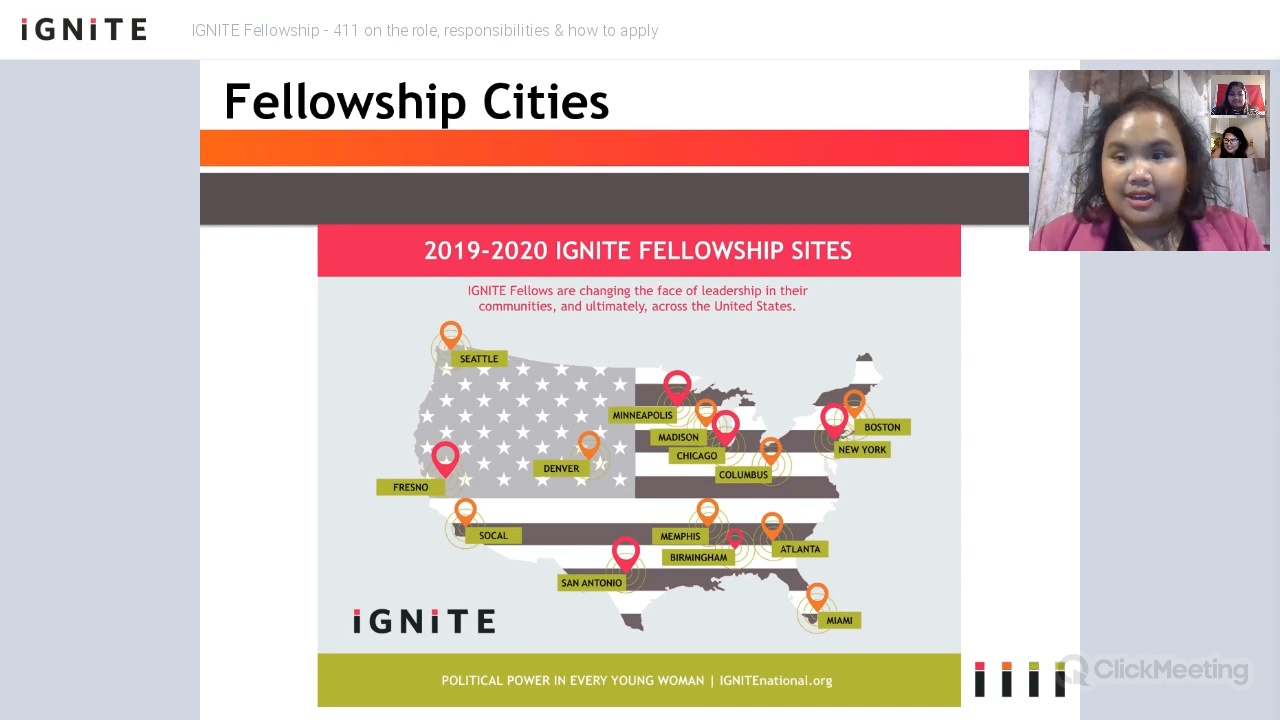 iGNiTE
IGNITE Fellowship - 411 on the role, responsibilities & how to apply
Fellowship Cities
2019-2020 IGNITE FELLOWSHIP SITES
IGNITE Fellows are changing the face of leadership in their
communities, and ultimately, across the United States.
SEATTLE
MINNEAPOLIS
MADISON
BOSTON
CHICAGO
NEW YORK
DENVER
COLUMBUS
FRESNO
SOCAL
MEMPHIS
ATLANTA
BIRMINGHAM
SAN ANTONIO
MIAMI
iGNiTE
POLITICAL POWER IN EVERY YOUNG WOMAN | IGNITEnational.org
ClickMeeting